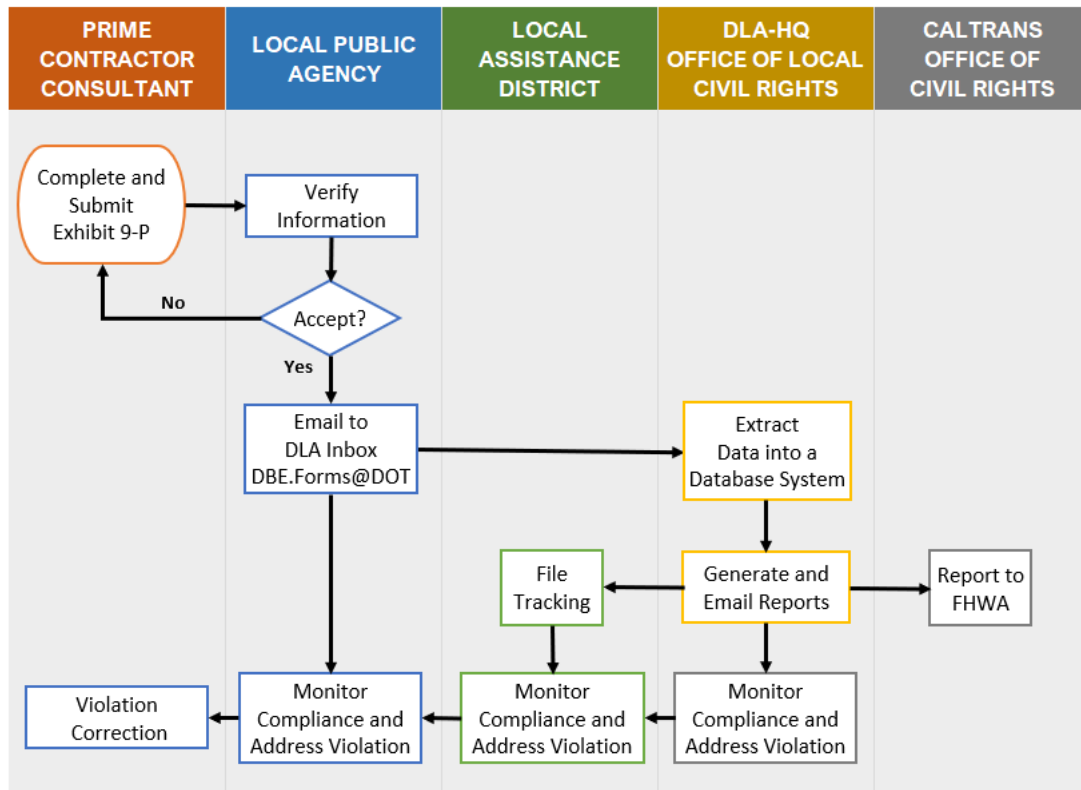 PRIME
CONTRACTOR
CONSULTANT
LOCAL PUBLIC
AGENCY
LOCAL
ASSISTANCE
DISTRICT
DLA-HQ
OFFICE OF LOCAL
CIVIL RIGHTS
CALTRANS
OFFICE OF
CIVIL RIGHTS
Complete and
Submit
Exhibit 9-P
Verify
Information
No
Accept?
Yes
Email to
DLA Inbox
DBE.Forms@DOT
Extract
Data into a
Database System
File
Tracking
Generate and
Email Reports
Report to
FHWA
Violation
Correction
Monitor
Compliance and
Address Violation
Monitor
Compliance and
Address Violation
Monitor
Compliance and
Address Violation